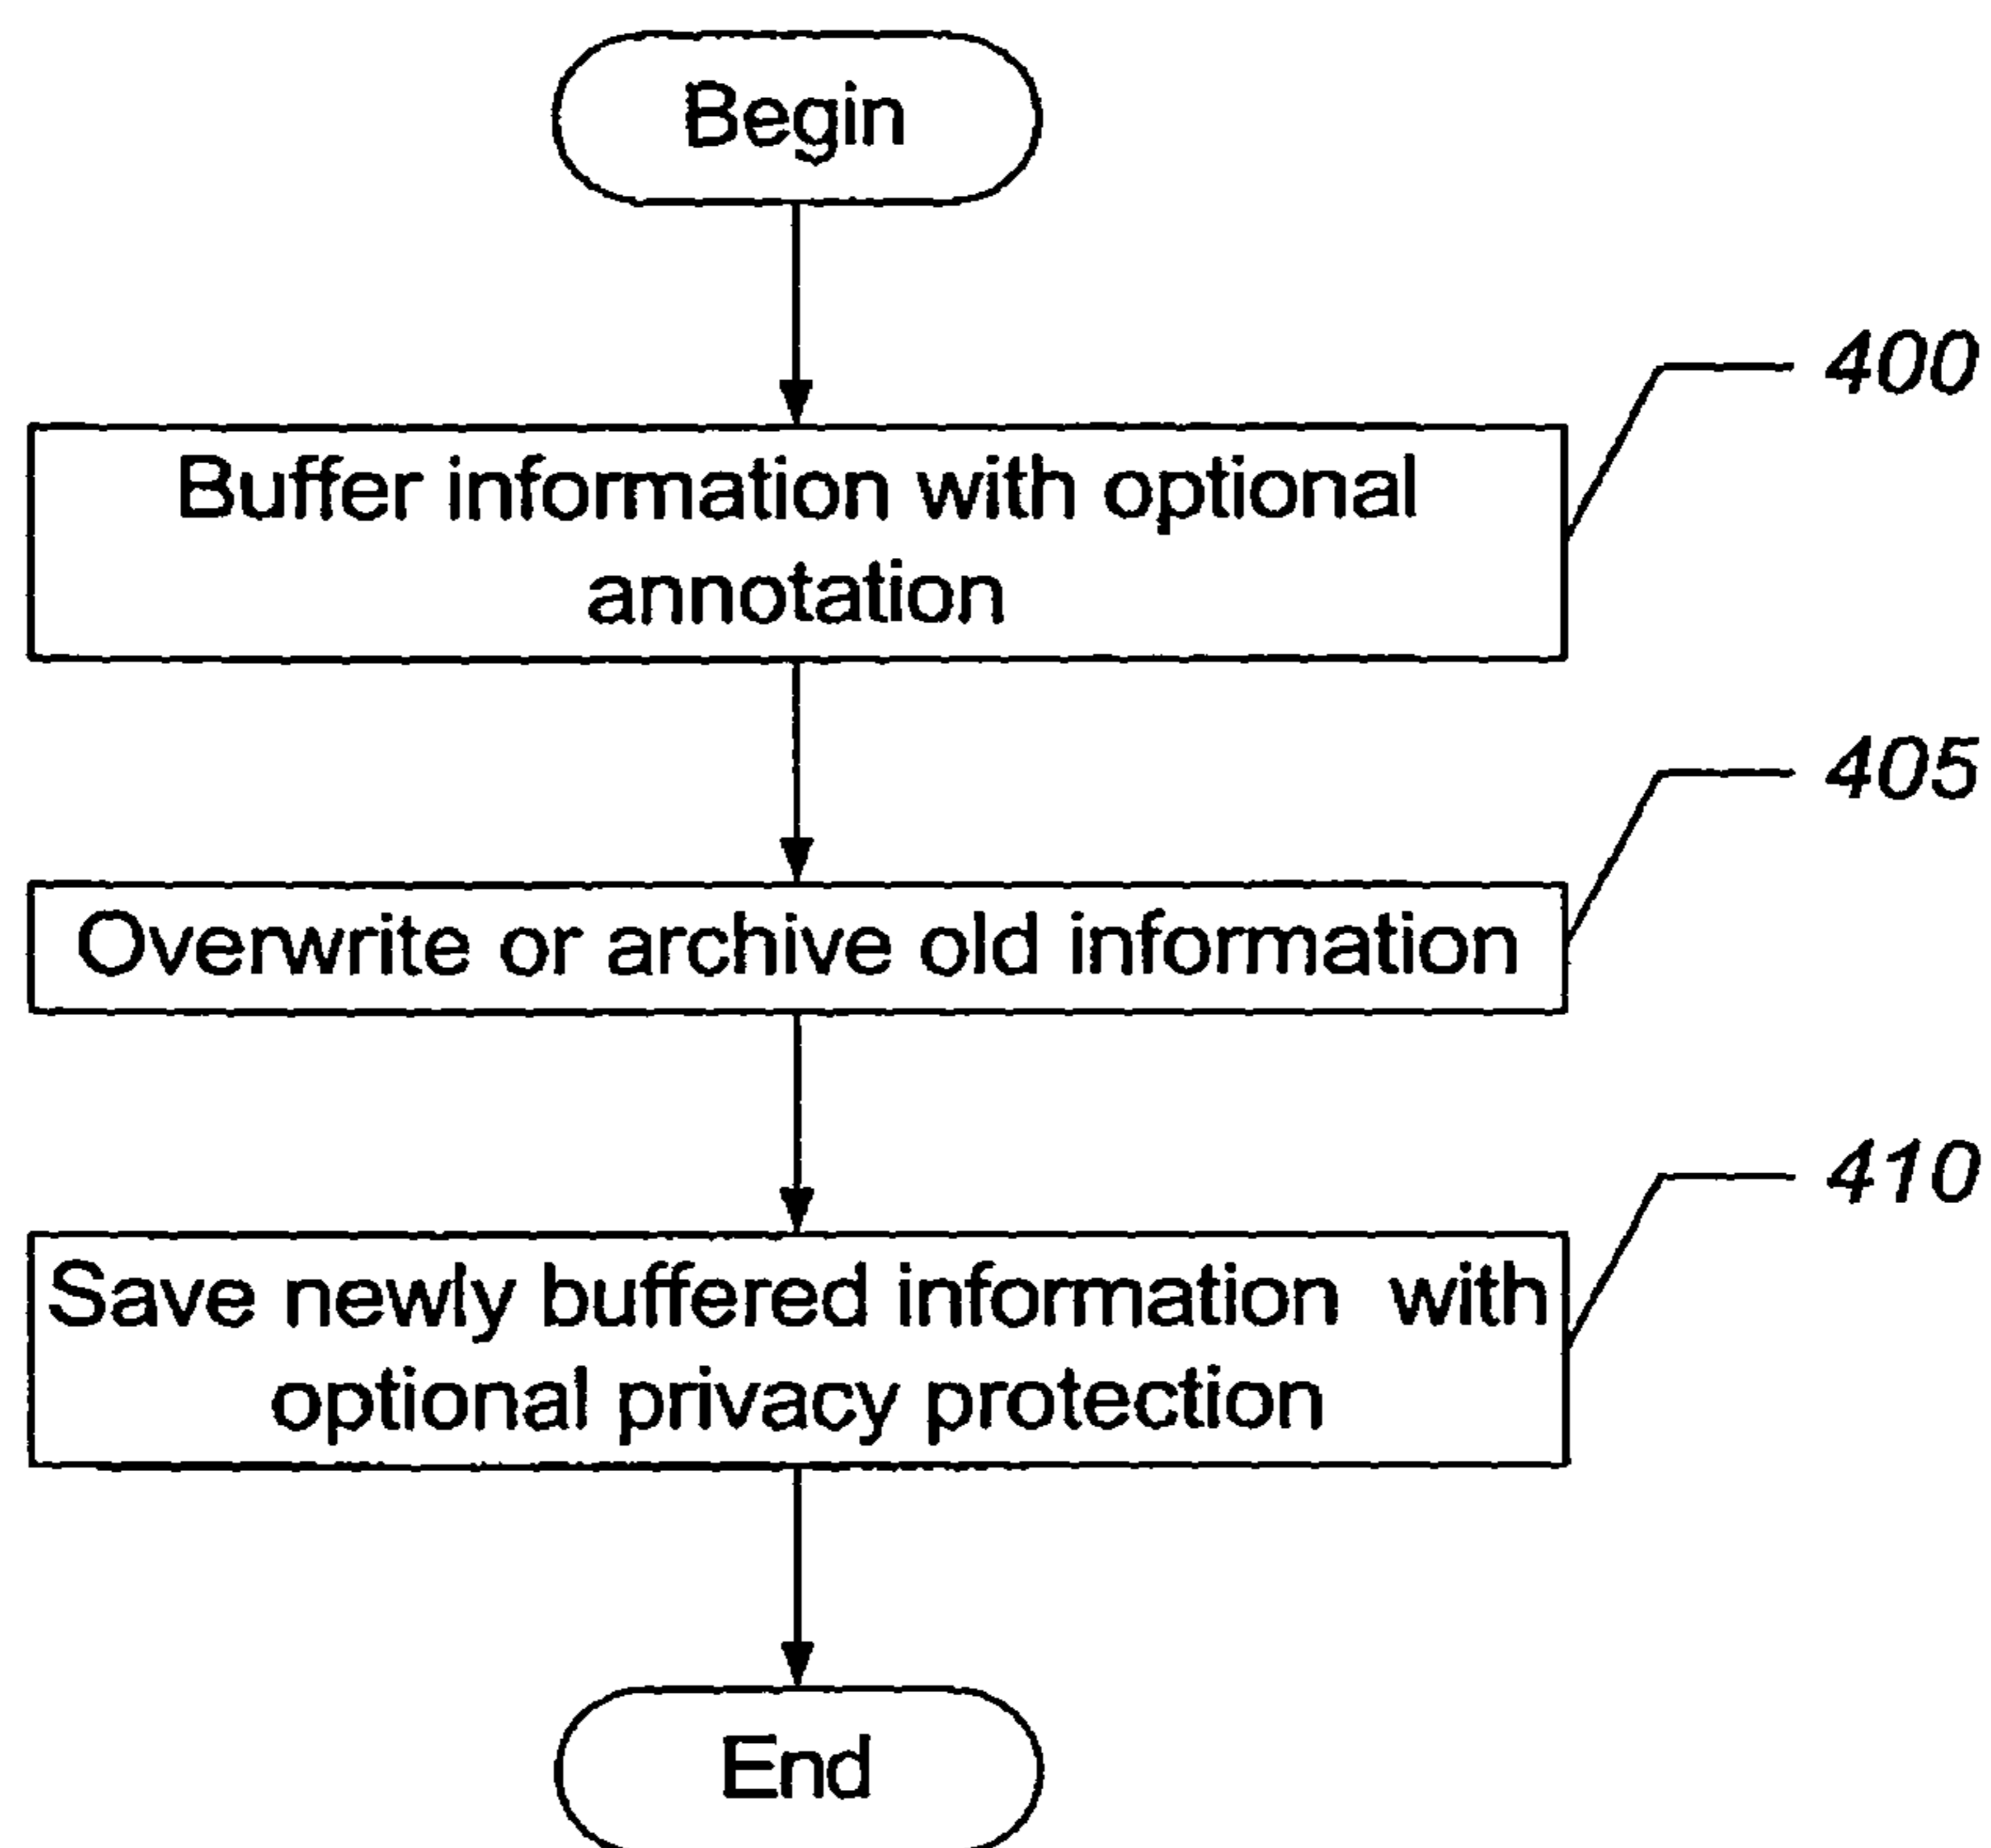 Begin
400
Buffer information with optional
annotation
405
Overwrite or archive old information
410
Save newly buffered information with
optional privacy protection
End